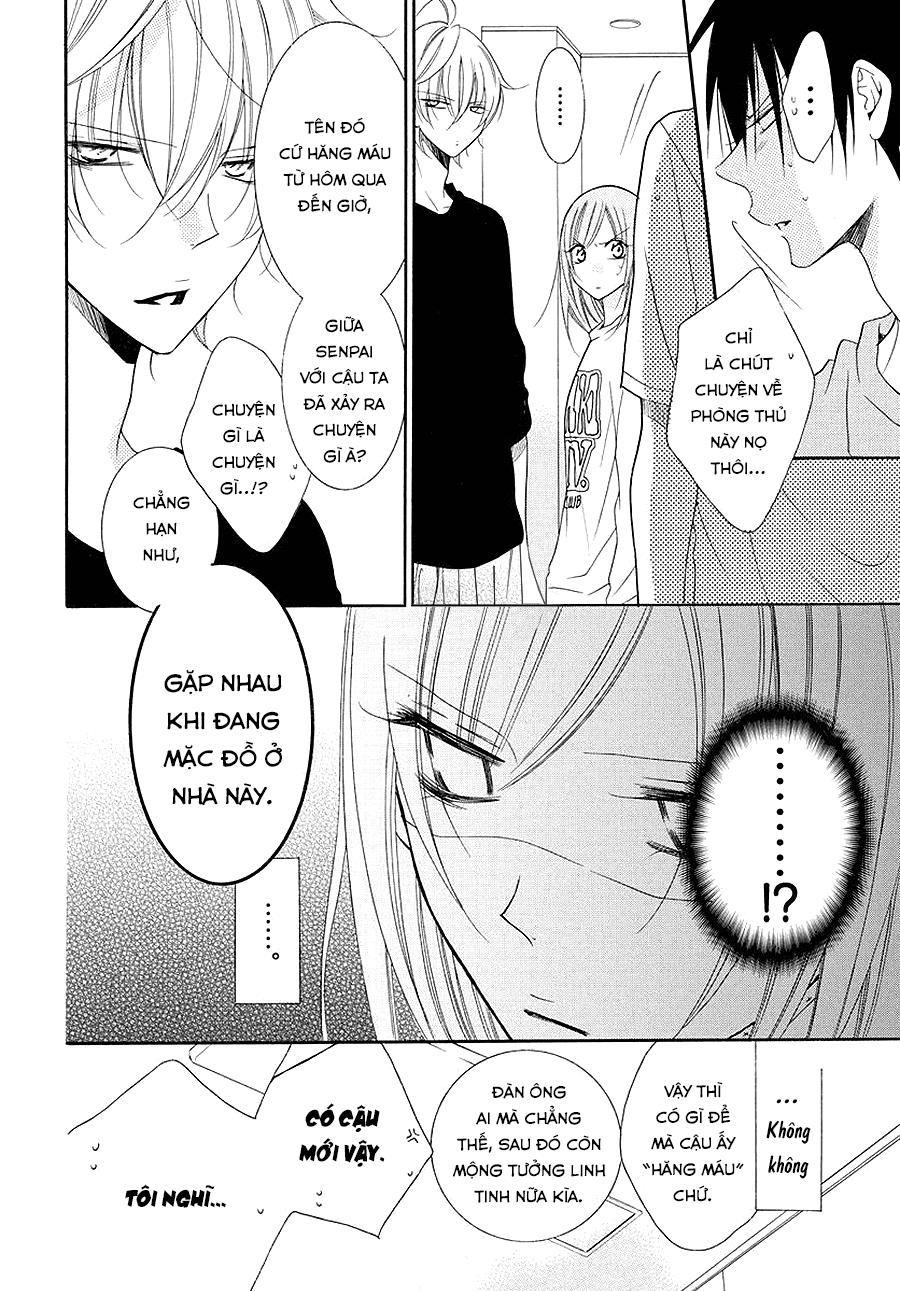 ...
CHỈ
LÀ CHÚT
CHUYỆN VỀ
PHÒNG THỦ
NÀY NỌ
THÔI...
.....
TÊN ĐÓ
CỨ HĂNG MÁU
TỪ HÔM QUA
ĐẾN GIỜ,
GIỮA
SENPAI
VỚI CẬU TA
ĐÃ XẢY RA
CHUYỆN
GÌ À?
CHUYỆN
GÌ LÀ
CHUYỆN
GÌ..!?
CHẲNG
HẠN
NHƯ,
GẶP NHAU
KHI ĐANG
MẶC ĐỒ Ở
NHÀ NÀY.
.........
!?
......。
...
Không
không
VẬY THÌ
CÓ GÌ ĐỂ
MÀ CẬU ẤY
"HĂNG MÁU"
CHỨ.
ĐÀN ÔNG
AI MÀ CHẲNG
THẾ, SAU ĐÓ CÒN
MỘNG TƯỞNG LINH
TINH NỮA KÌA.
CÓ CẬU
MỚI VẬY.
TÔI NGHĨ...